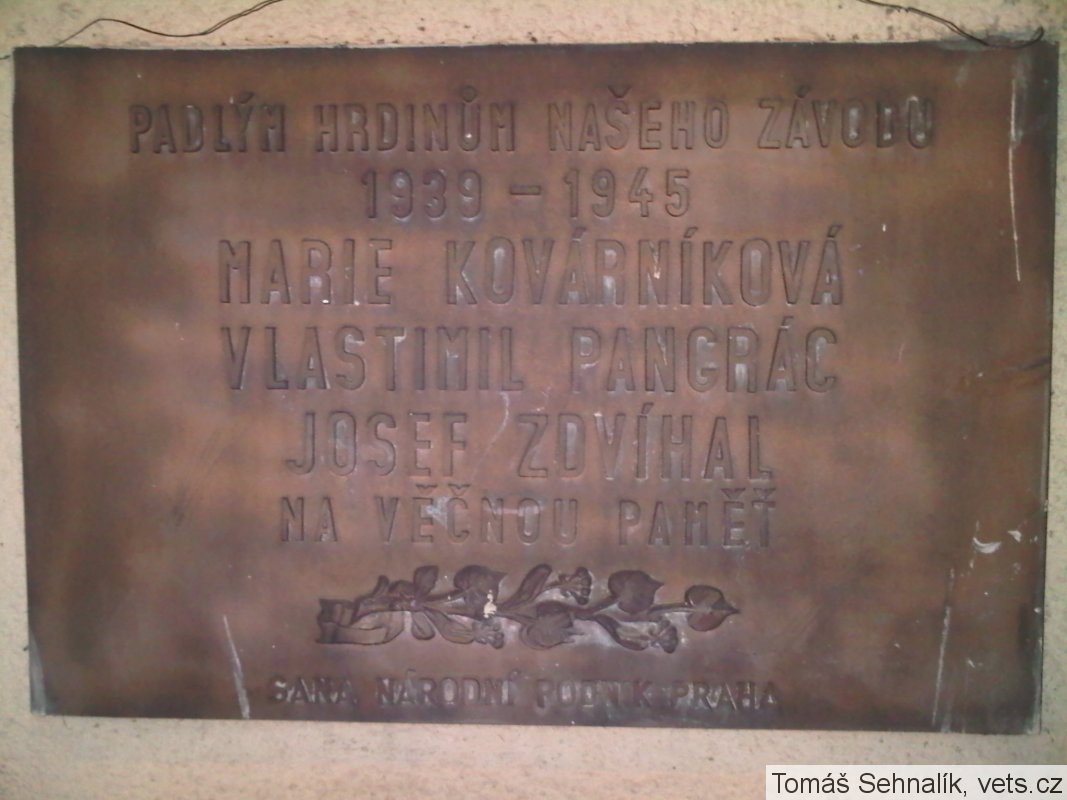 PADLÝM HRDINŮM NAŠEHO ZÁVODU
1939 - 1945
MARIE KOVÁRNÍKOVÁ
VLASTIMIL PANGRÁC
JOSEF ZDVÍHAL
NA VĚČNOU PAMĚŤ
SANA NÁRODNÍ PODNIK PRAHA
Tomáš Sehnalík, vets.cz